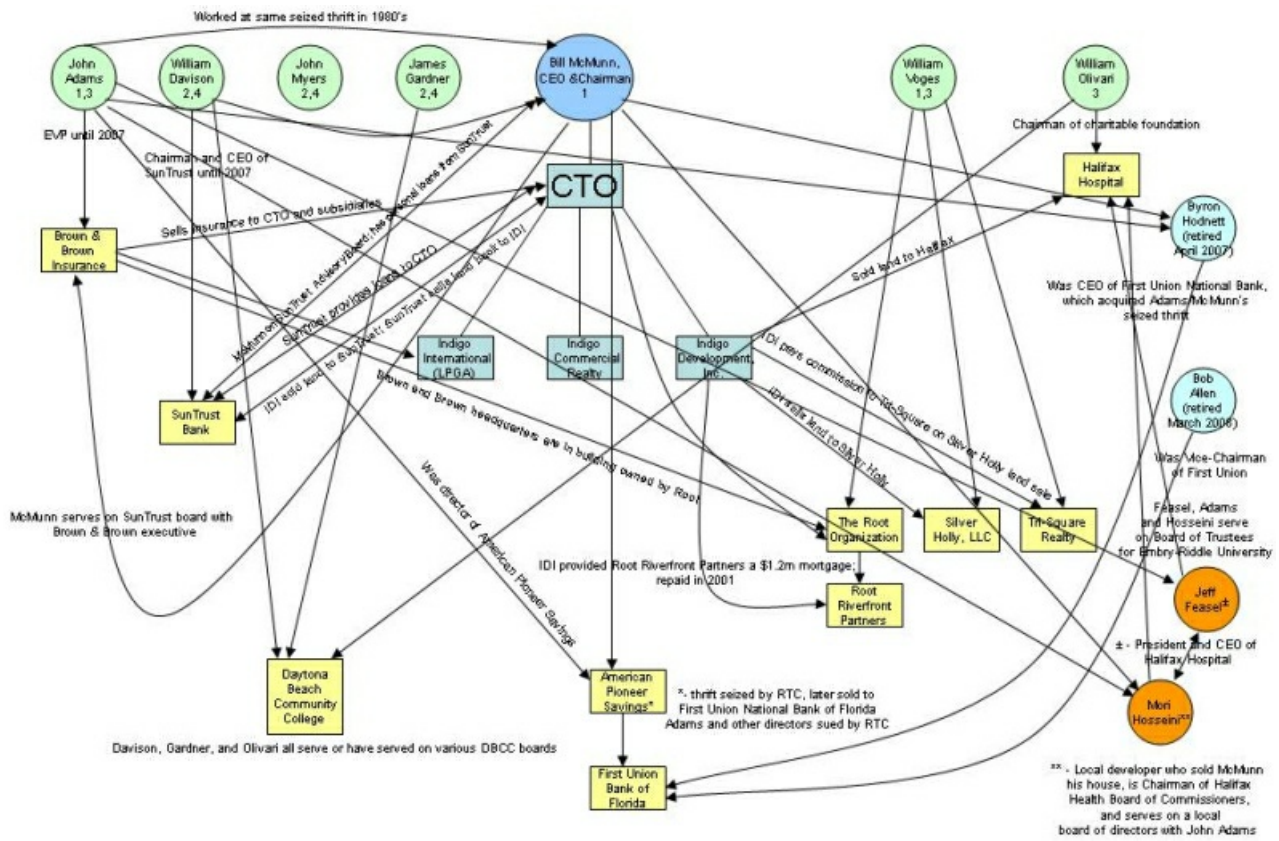 Worked at same seized thrift in 1980's
John
Adams
1,3
William
Davison
2,4
John
Myers
2,4
James
Gardner
2,4
Bill McMunn,
CEO &Chairman
1
William
Voges
1,3
William
Olivari
3
EVP until 2007
Chairman and CEO of
SunTrust until 2007
Chairman of charitable foundation
Halifax
Hospital
CTO
Byron
Hodnett
(retired
April 2007)
Brown &
Brown
Insurance
Sells insurance to CTO and subsidiaries
McMunn on SunTrust Advisory Board; has personal loans from SunTrust
SunTrust provides loans to CTO
IDI sold land to SunTrust; SunTrust sells land back to IDI
Sold land to Halifax
Was CEO of First Union National Bank,
which acquired Adams/McMunn's
seized thrift
Indigo
International
(LPGA)
Indigo
Commercial
Realty
Indigo
Development,
Inc.
IDI pays commission to Tri-Square on Silver Holly land sale
IDI sells land to Silver Holly
Brown and Brown headquarters are in building owned by Root
Bob
Allen
(retired
March 2006)
SunTrust
Bank
Was Vice-Chairman
of First Union
Was director of American Pioneer Savings
McMunn serves on SunTrust board with
Brown & Brown executive
The Root
Organization
Silver
Holly, LLC
Tri-Square
Realty
Feasel, Adams
and Hosseini serve
on Board of Trustees
for Embry-Riddle University
IDI provided Root Riverfront Partners a $1.2m mortgage;
repaid in 2001
Root
Riverfront
Partners
Jeff
Feasel±
± - President and CEO of
Halifax Hospital
Daytona
Beach
Community
College
American
Pioneer
Savings*
*- thrift seized by RTC, later sold to
First Union National Bank of Florida
Adams and other directors sued by RTC
Mori
Hosseini**
Davison, Gardner, and Olivari all serve or have served on various DBCC boards
First Union
Bank of
Florida
** - Local developer who sold McMunn
his house, is Chairman of Halifax
Health Board of Commissioners,
and serves on a local
board of directors with John Adams